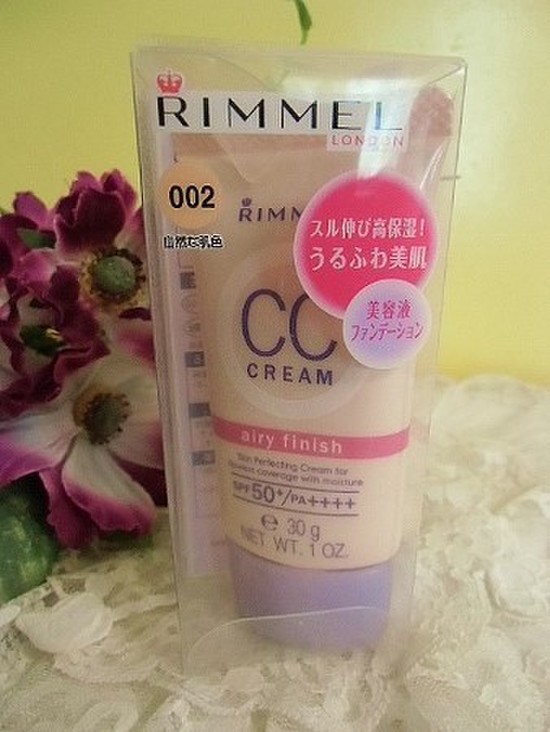 RIMMEL
LONDON
002
自然な肌色
RIMM
スル伸び高保湿!
うるふわ美肌
美容液
ファンデーション
CC
CREAM
airy finish
Skin Perfecting Cream for
flawless coverage with moisture
SPF50+/PA++++
e 30 g
NET WT. 1 OZ.